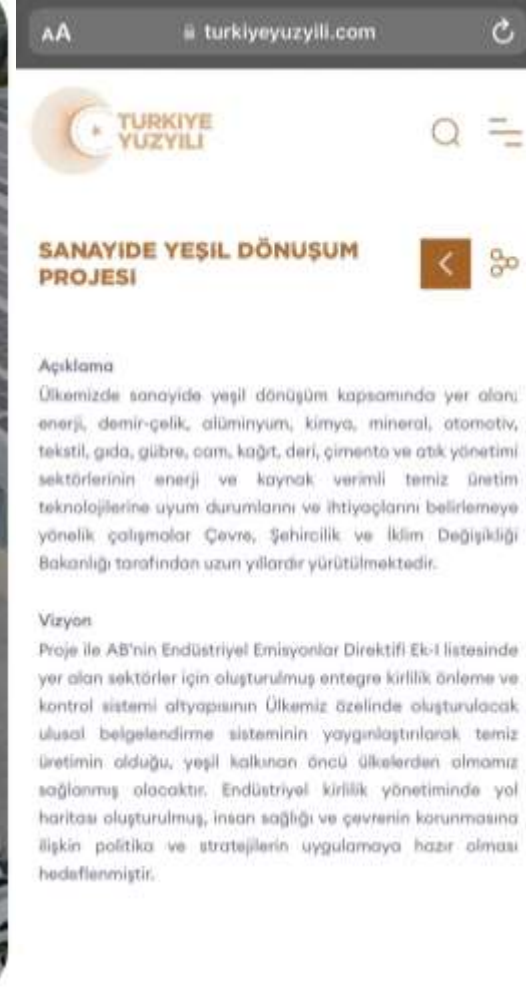 AA turkiyeyuzyili.com
TÜRKİYE
YÜZYILI
SANAYİDE YEŞİL DÖNÜŞÜM
PROJESİ
Açıklama
Ülkemizde sanayide yeşil dönüşüm kapsamında yer alan;
enerji, demir-çelik, alüminyum, kimya, mineral, otomotiv,
tekstil, gıda, gübre, cam, kağıt, deri, çimento ve atık yönetimi
sektörlerinin enerji ve kaynak verimli temiz üretim
teknolojilerine uyum durumlarını ve ihtiyaçlarını belirlemeye
yönelik çalışmalar Çevre, Şehircilik ve İklim Değişikliği
Bakanlığı tarafından uzun yıllardır yürütülmektedir.
Vizyon
Proje ile AB'nin Endüstriyel Emisyonlar Direktifi Ek-I listesinde
yer alan sektörler için oluşturulmuş entegre kirlilik önleme ve
kontrol sistemi altyapısının Ülkemiz özelinde oluşturulacak
ulusal belgelendirme sisteminin yaygınlaştırılarak temiz
üretimin olduğu, yeşil kalkınan öncü ülkelerden olmamız
sağlanmış olacaktır. Endüstriyel kirlilik yönetiminde yol
haritası oluşturulmuş, insan sağlığı ve çevrenin korunmasına
ilişkin politika ve stratejilerin uygulamaya hazır olması
hedeflenmiştir.